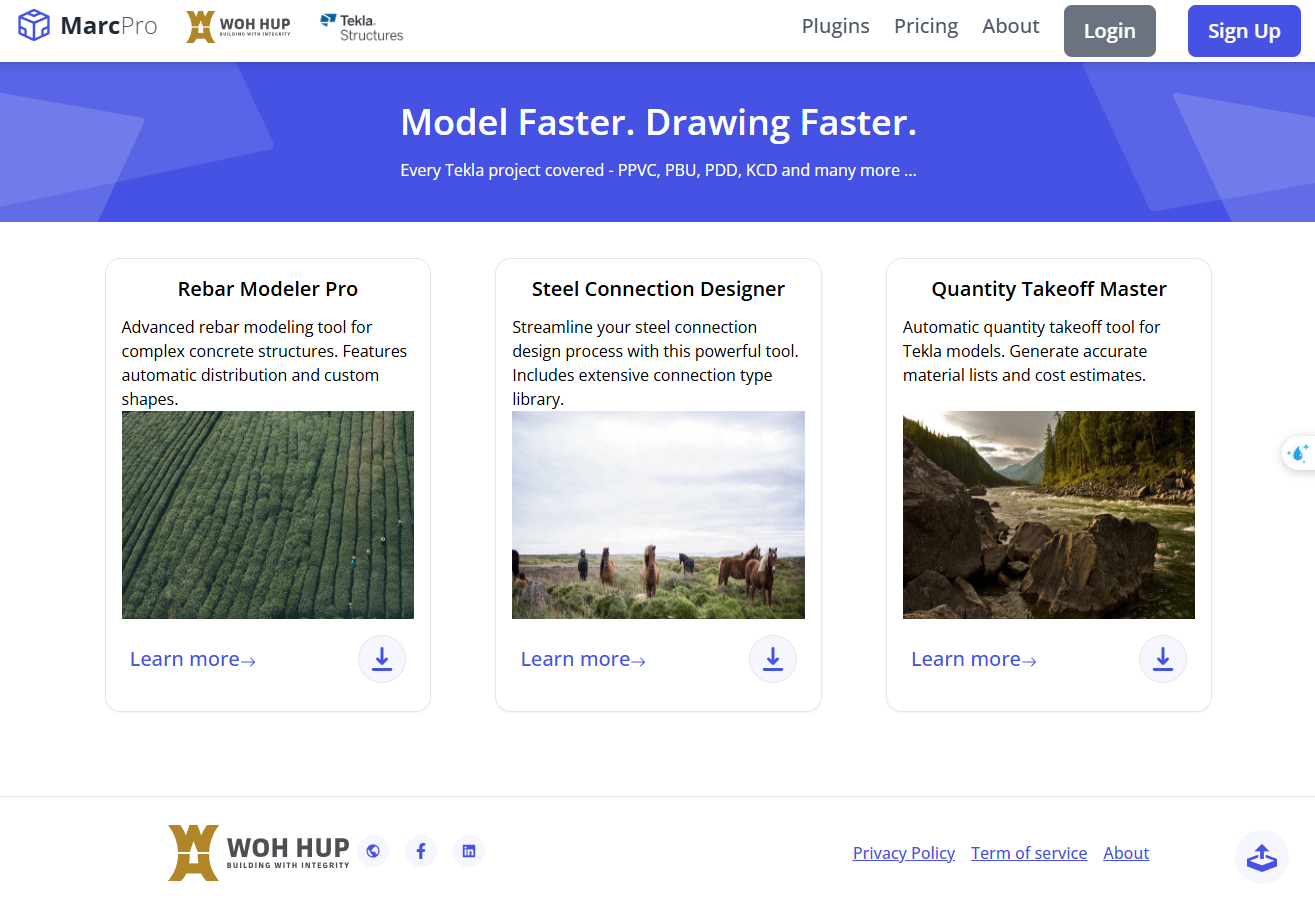 MarcPro
WOH HUP
BUILDING WITH INTEGRITY
Tekla
Structures
Plugins
Pricing
About
Login
Sign Up
Model Faster. Drawing Faster.
Every Tekla project covered - PPVC, PBU, PDD, KCD and many more ...
Rebar Modeler Pro
Advanced rebar modeling tool for
complex concrete structures. Features
automatic distribution and custom
shapes.
Learn more→
Steel Connection Designer
Streamline your steel connection
design process with this powerful tool.
Includes extensive connection type
library.
Learn more→
Quantity Takeoff Master
Automatic quantity takeoff tool for
Tekla models. Generate accurate
material lists and cost estimates.
Learn more→
WOH HUP
BUILDING WITH INTEGRITY
Privacy Policy
Term of service
About